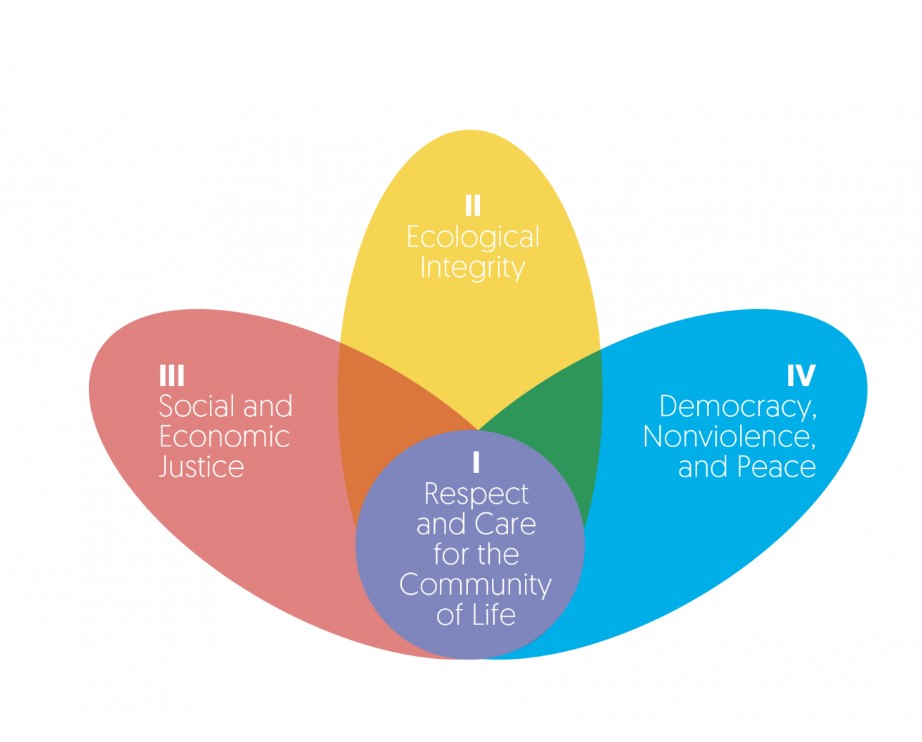 II
Ecological
Integrity
III
Social and
Economic
Justice
IV
Democracy,
Nonviolence,
and Peace
I
Respect
and Care
for the
Community
of Life